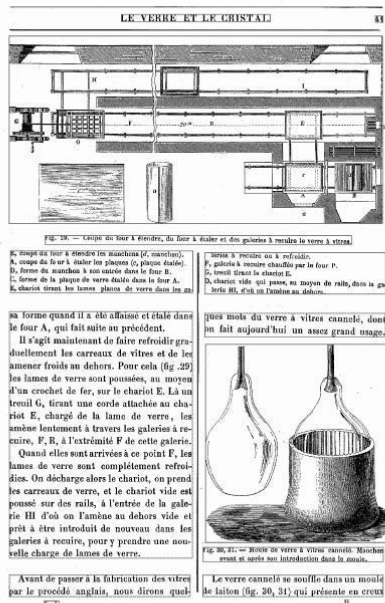 LE VERRE ET LE CRISTAL
41
Fig. 29. — Coupe du four à étendre, du four à étaler et des galeries à recuire le verre à vitres.
B, coupe du four à étendre les manchons (d, manchon).
A, coupe du four à étaler les plaques (c, plaque étalée).
D, forme du manchon à son entrée dans le four B.
C, forme de la plaque de verre étalée dans le four A.
E, chariot tirant les lames planes de verre dans les ga-
leries à recuire ou à refroidir.
F, galerie à recuire chauffée par le four P.
G, treuil tirant le chariot E.
D, chariot vide qui passe, au moyen de rails, dans la ga-
lerie HI, d'où on l'amène au dehors.
sa forme quand il a été affaissé et étalé dans
le four A, qui fait suite au précédent.
Il s'agit maintenant de faire refroidir gra-
duellement les carreaux de vitres et de les
amener froids au dehors. Pour cela (fig .29)
les lames de verre sont poussées, au moyen
d'un crochet de fer, sur le chariot E. Là un
treuil G, tirant une corde attachée au cha-
riot E, chargé de la lame de verre, les
amène lentement à travers les galeries à re-
cuire, F, R, à l'extrémité F de cette galerie.
Quand elles sont arrivées à ce point F, les
lames de verre sont complétement refroi-
dies. On décharge alors le chariot, on prend
les carreaux de verre, et le chariot vide est
poussé sur des rails, à l'entrée de la gale-
rie HI d'où on l'amène au dehors vide et
prêt à être introduit de nouveau dans les
galeries à recuire, pour y prendre une nou-
velle charge de lames de verre.
Avant de passer à la fabrication des vitres
par le procédé anglais, nous dirons quel-
ques mots du verre à vitres cannelé, dont
on fait aujourd'hui un assez grand usage.
Fig. 30, 31. — Moule de verre à vitres cannelé. Manchon
avant et après son introduction dans le moule.
Le verre cannelé se souffle dans un moule
de laiton (fig. 30, 31) qui présente en creux